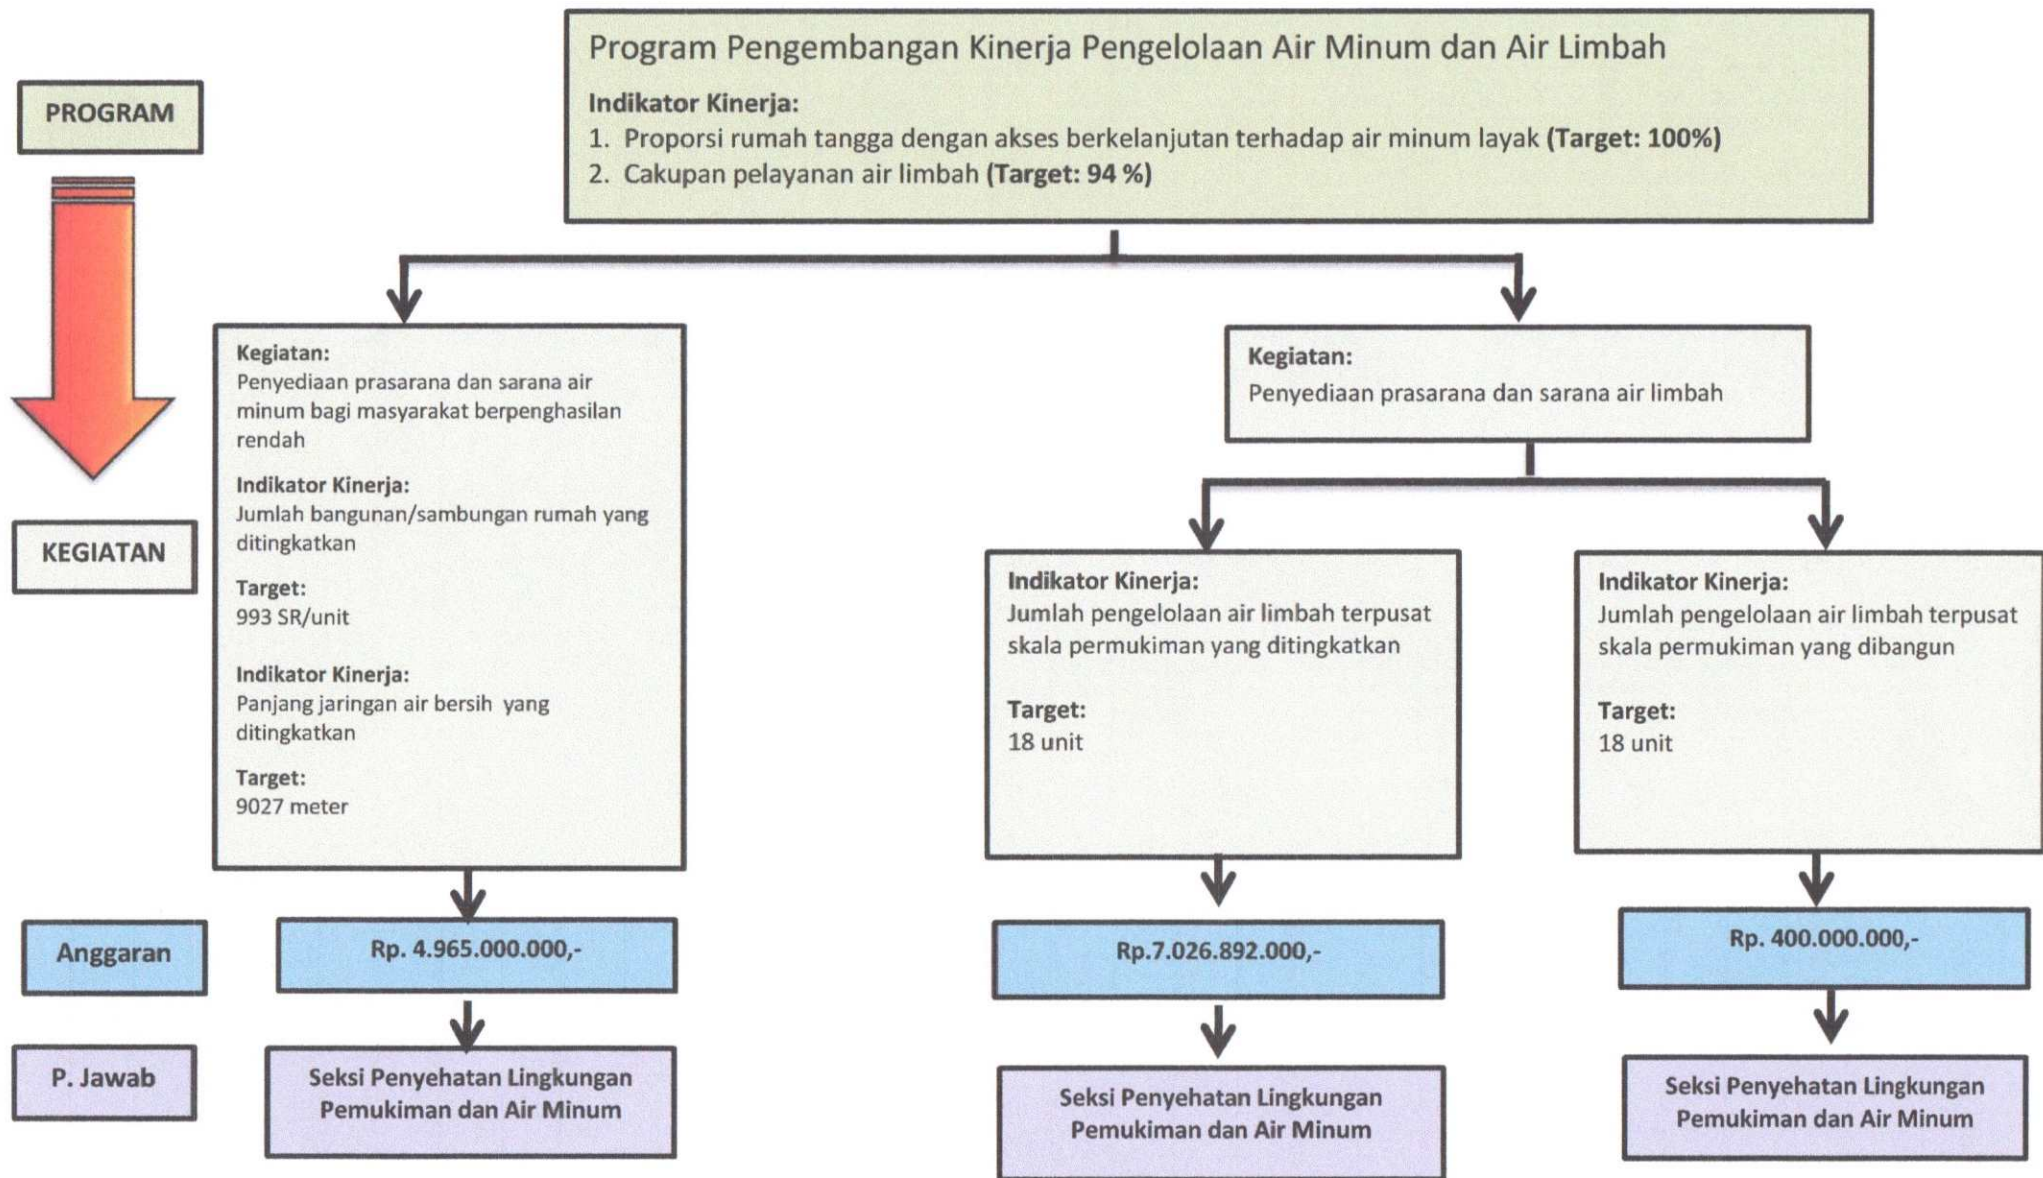 Program Pengembangan Kinerja Pengelolaan Air Minum dan Air Limbah
Indikator Kinerja:
1. Proporsi rumah tangga dengan akses berkelanjutan terhadap air minum layak (Target: 100%)
2. Cakupan pelayanan air limbah (Target: 94 %)
PROGRAM
KEGIATAN
Kegiatan:
Penyediaan prasarana dan sarana air
minum bagi masyarakat berpenghasilan
rendah
Indikator Kinerja:
Jumlah bangunan/sambungan rumah yang
ditingkatkan
Target:
993 SR/unit
Indikator Kinerja:
Panjang jaringan air bersih yang
ditingkatkan
Target:
9027 meter
Kegiatan:
Penyediaan prasarana dan sarana air limbah
Indikator Kinerja:
Jumlah pengelolaan air limbah terpusat
skala permukiman yang ditingkatkan
Target:
18 unit
Indikator Kinerja:
Jumlah pengelolaan air limbah terpusat
skala permukiman yang dibangun
Target:
18 unit
Anggaran
Rp. 4.965.000.000,-
Rp.7.026.892.000,-
Rp. 400.000.000,-
P. Jawab
Seksi Penyehatan Lingkungan
Pemukiman dan Air Minum
Seksi Penyehatan Lingkungan
Pemukiman dan Air Minum
Seksi Penyehatan Lingkungan
Pemukiman dan Air Minum